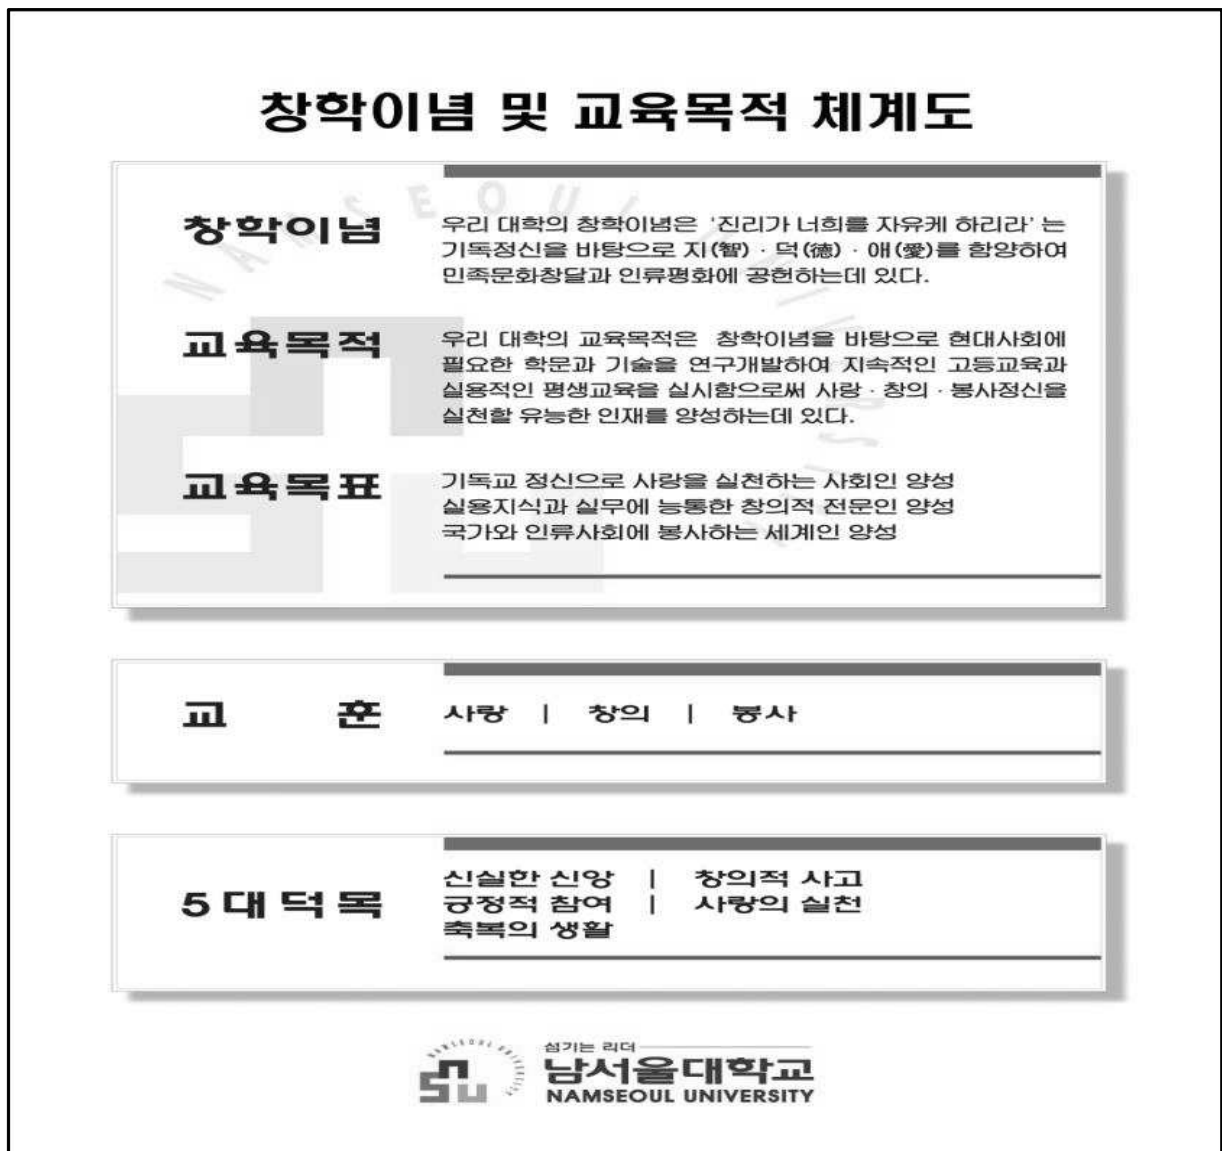 창학이념 및 교육목적 체계도
NAMSEOUL UNIVERSITY
창학이념
우리 대학의 창학이념은 '진리가 너희를 자유케 하리라' 는
기독정신을 바탕으로 지(智) · 덕(德) · 애(愛)를 함양하여
민족문화창달과 인류평화에 공헌하는데 있다.
교육목적
우리 대학의 교육목적은 창학이념을 바탕으로 현대사회에
필요한 학문과 기술을 연구개발하여 지속적인 고등교육과
실용적인 평생교육을 실시함으로써 사랑 · 창의 · 봉사정신을
실천할 유능한 인재를 양성하는데 있다.
교육목표
기독교 정신으로 사랑을 실천하는 사회인 양성
실용지식과 실무에 능통한 창의적 전문인 양성
국가와 인류사회에 봉사하는 세계인 양성
교 훈
사랑 | 창의 | 봉사
5대덕목
신실한 신앙 | 창의적 사고
긍정적 참여 | 사랑의 실천
축복의 생활
NAMSEOUL UNIVERSITY
nsu
섬기는 리더
남서울대학교
NAMSEOUL UNIVERSITY